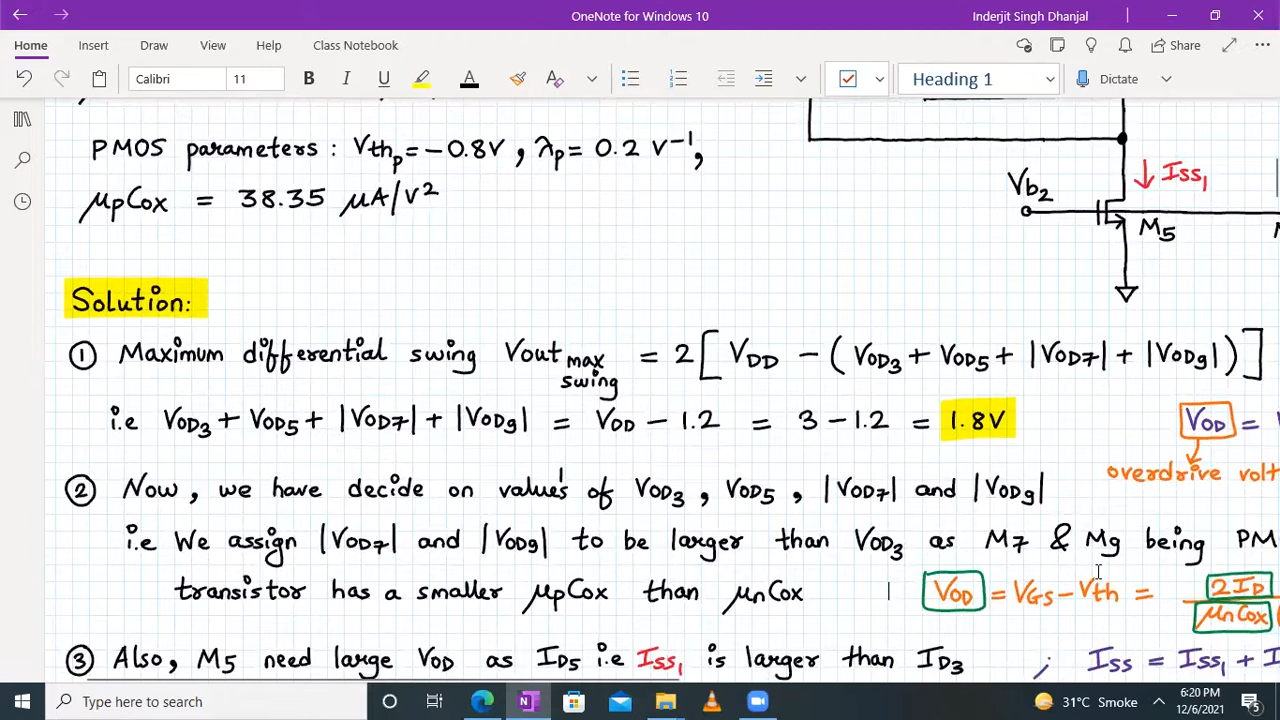 OneNote for Windows 10
Inderjit Singh Dhanjal
Home Insert Draw View Help Class Notebook
Share
Calibri 11 B I U A Heading 1 Dictate
PMOS parameters : Vthp = -0.8V , λp = 0.2 V⁻¹,
μpCox = 38.35 μA/V²
Vb2
↓ ISS1
M5
Solution:
① Maximum differential swing Vout max swing = 2[ VDD - ( VOD3 + VOD5 + |VOD7| + |VOD9| ) ]
i.e VOD3 + VOD5 + |VOD7| + |VOD9| = VDD - 1.2 = 3 - 1.2 = 1.8V
VOD =
overdrive volt
② Now, we have decide on values of VOD3 , VOD5 , |VOD7| and |VOD9|
i.e We assign |VOD7| and |VOD9| to be larger than VOD3 as M7 & M9 being PM
transistor has a smaller μpCox than μnCox
VOD = VGS - Vth = 2ID
μnCox
③ Also, M5 need large VOD as ID5 i.e ISS1 is larger than ID3 ; ISS = ISS1 + I
Type here to search
31°C Smoke
6:20 PM
12/6/2021
5